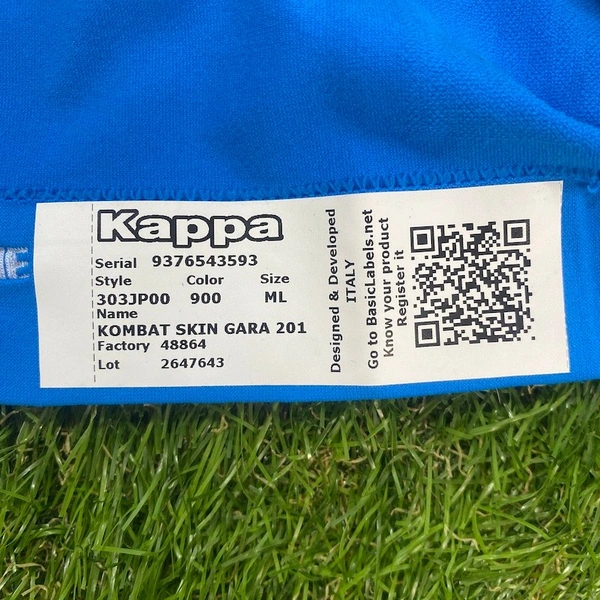 Kappa
Serial 9376543593
Style Color Size
303JP00 900 ML
Name
KOMBAT SKIN GARA 201
Factory 48864
Lot 2647643
Designed & Developed
ITALY
Go to BasicLabels.net
Know your product
Register it